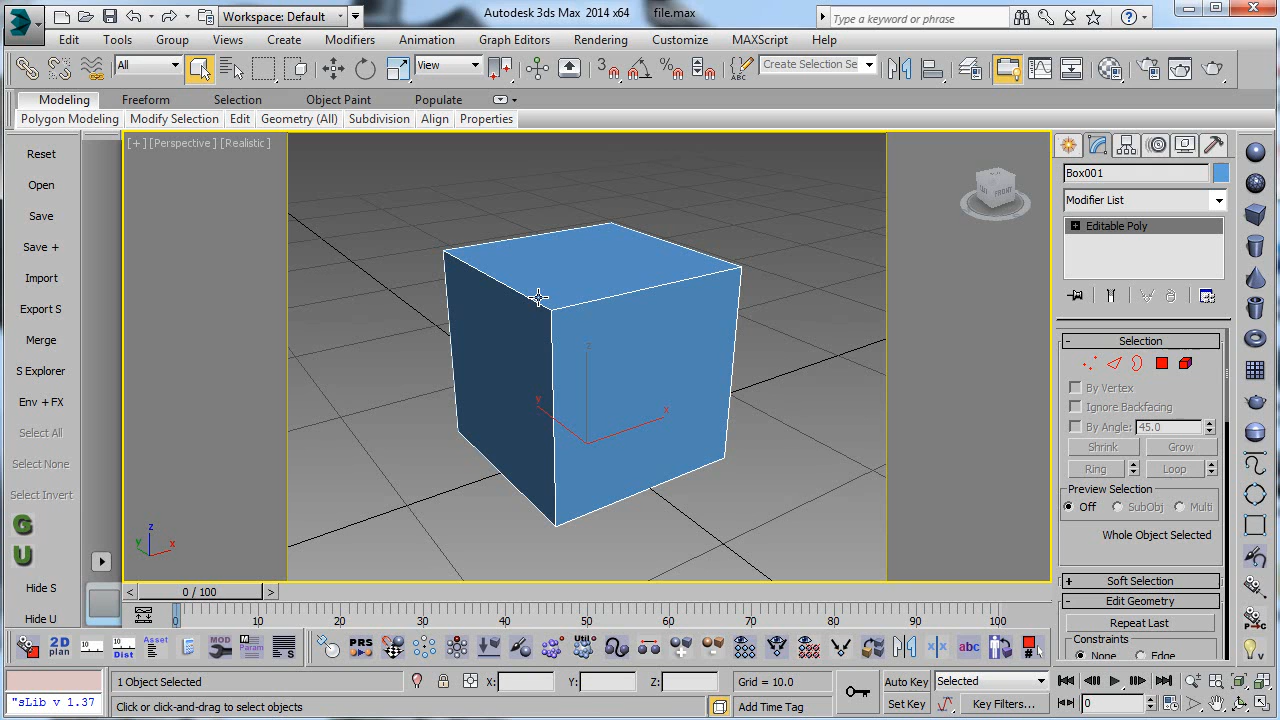 Workspace: Default
Autodesk 3ds Max 2014 x64 file.max
Type a keyword or phrase
Edit Tools Group Views Create Modifiers Animation Graph Editors Rendering Customize MAXScript Help
All View 3 Create Selection Se
Modeling Freeform Selection Object Paint Populate
Polygon Modeling Modify Selection Edit Geometry (All) Subdivision Align Properties
[+] [Perspective] [Realistic]
Reset
Open
Save
Save +
Import
Export S
Merge
S Explorer
Env + FX
Select All
Select None
Select Invert
G
U
Hide S
Hide U
FRONT
z
y
x
z
y
x
Box001
Modifier List
Editable Poly
- Selection
By Vertex
Ignore Backfacing
By Angle: 45.0
Shrink Grow
Ring Loop
Preview Selection
Off SubObj Multi
Whole Object Selected
+ Soft Selection
- Edit Geometry
Repeat Last
Constraints
None Edge
< 0 / 100 >
0 10 20 30 40 50 60 70 80 90 100
2D plan 10 10 Dist Asset MOD Param S PRS Util abc #
1 Object Selected X: Y: Z: Grid = 10.0 Auto Key Selected
"sLib v 1.37 Click or click-and-drag to select objects Add Time Tag Set Key Key Filters... 0